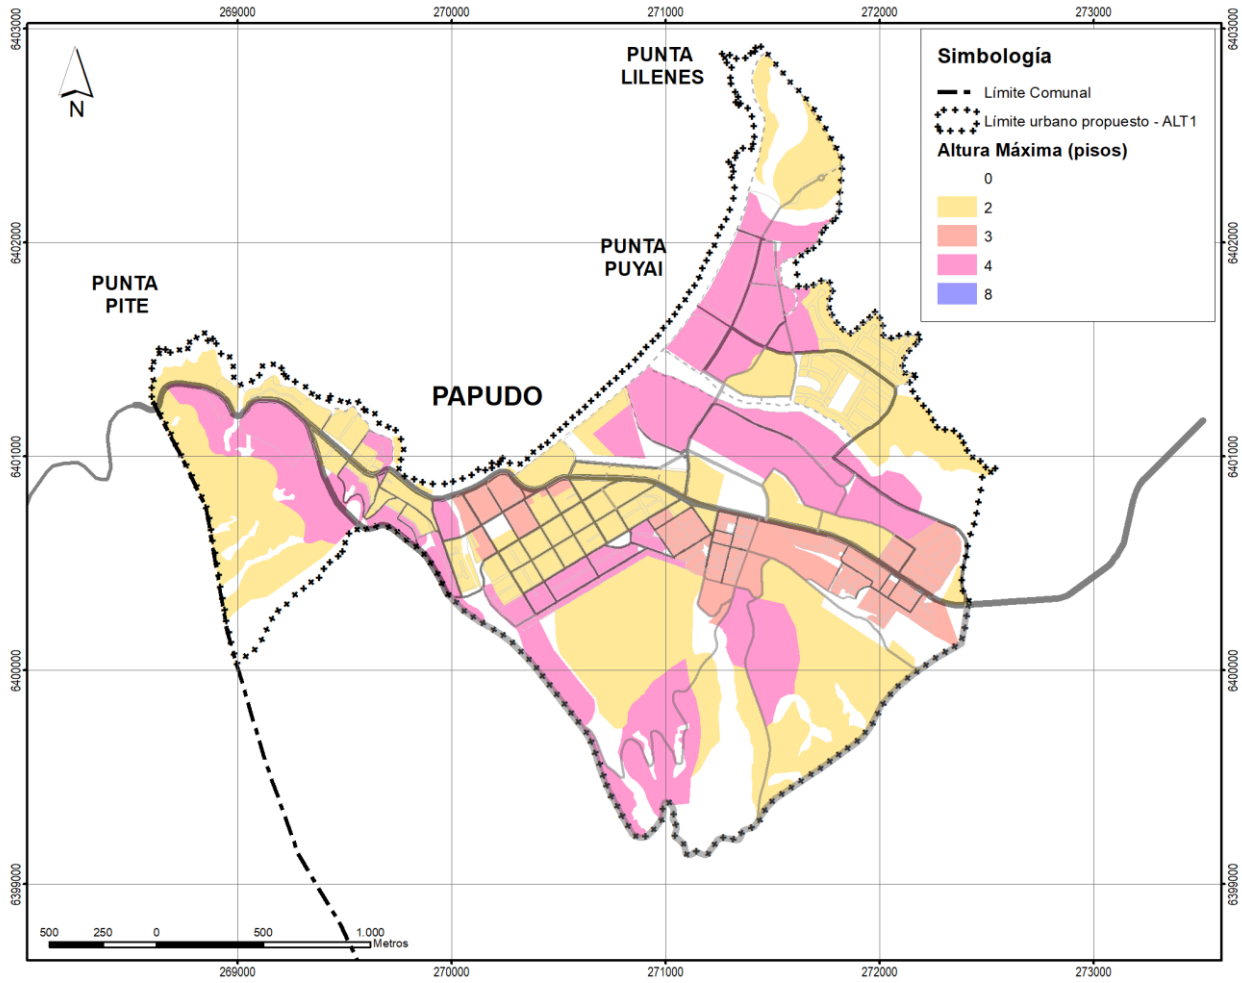 269000
270000
271000
272000
273000
6403000
6403000
PUNTA
LILENES
Simbología
Límite Comunal
Límite urbano propuesto - ALT1
Altura Máxima (pisos)
0
2
3
4
8
N
6402000
6402000
PUNTA
PUYAI
PUNTA
PITE
PAPUDO
6401000
6401000
6400000
6400000
6399000
6399000
500
250
0
500
1.000
Metros
269000
270000
271000
272000
273000